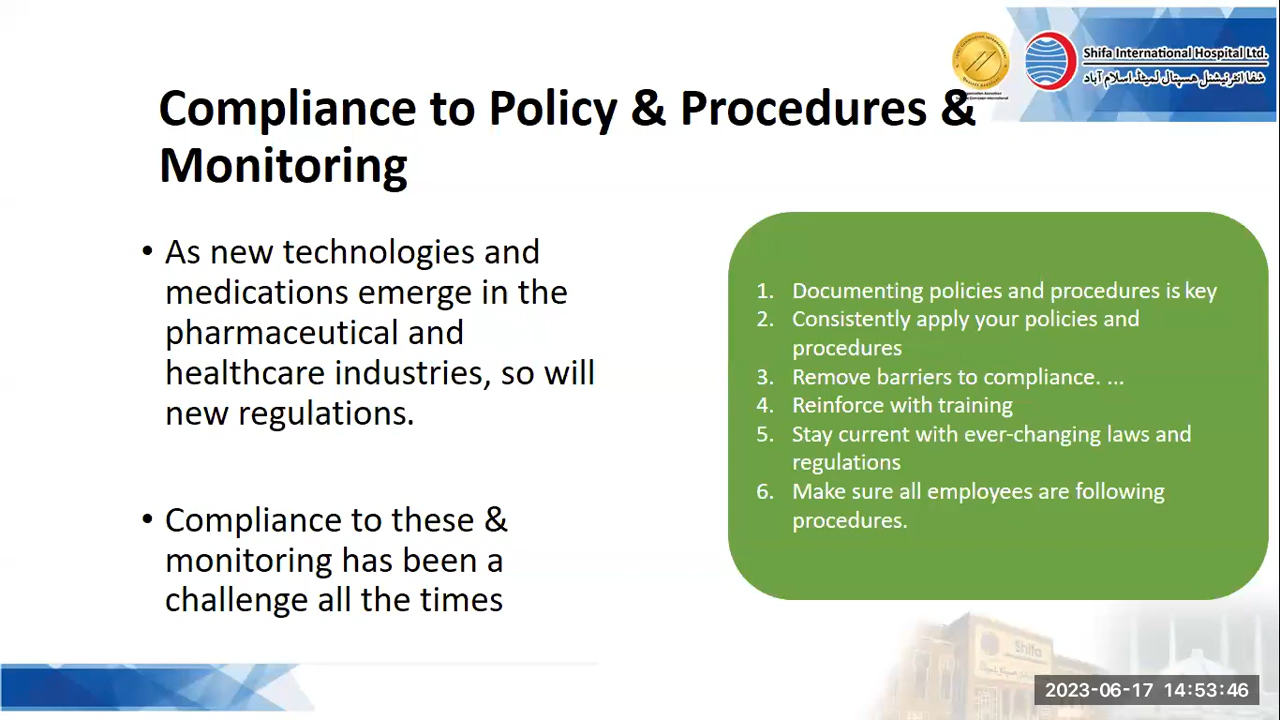 Shifa International Hospital Ltd.
شفا انٹرنیشنل ہسپتال لمیٹڈ اسلام آباد
Compliance to Policy & Procedures &
Monitoring
• As new technologies and
medications emerge in the
pharmaceutical and
healthcare industries, so will
new regulations.
• Compliance to these &
monitoring has been a
challenge all the times
1. Documenting policies and procedures is key
2. Consistently apply your policies and
procedures
3. Remove barriers to compliance. ...
4. Reinforce with training
5. Stay current with ever-changing laws and
regulations
6. Make sure all employees are following
procedures.
Shifa
2023-06-17 14:53:46